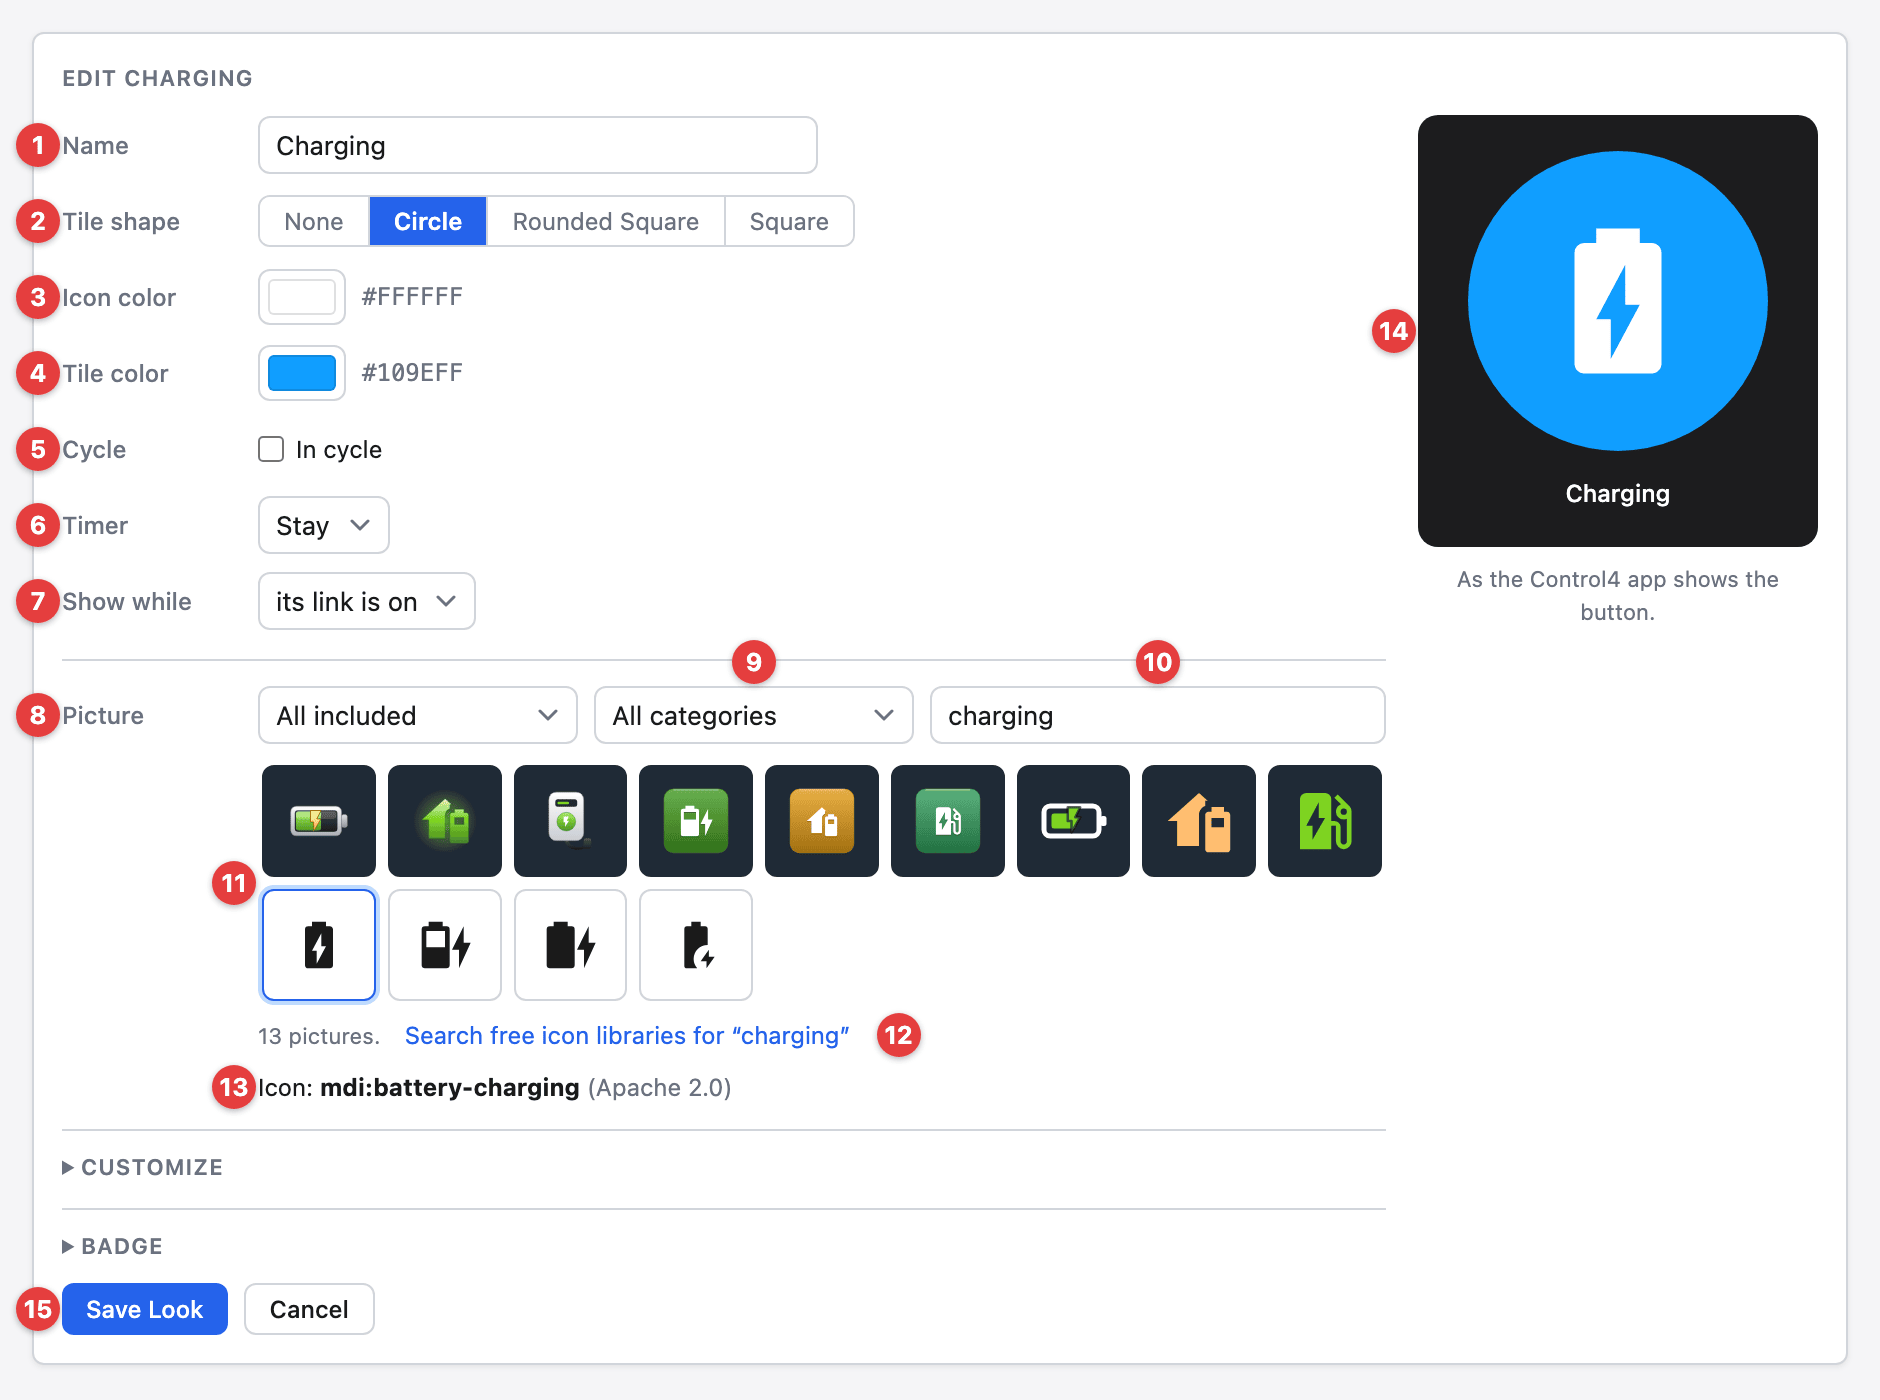 EDIT CHARGING
1 Name Charging
2 Tile shape None Circle Rounded Square Square
3 Icon color #FFFFFF
4 Tile color #109EFF
5 Cycle In cycle
6 Timer Stay
7 Show while its link is on
14
Charging
As the Control4 app shows the
button.
9 10
8 Picture All included All categories charging
11
13 pictures. Search free icon libraries for “charging” 12
13 Icon: mdi:battery-charging (Apache 2.0)
CUSTOMIZE
BADGE
15 Save Look Cancel